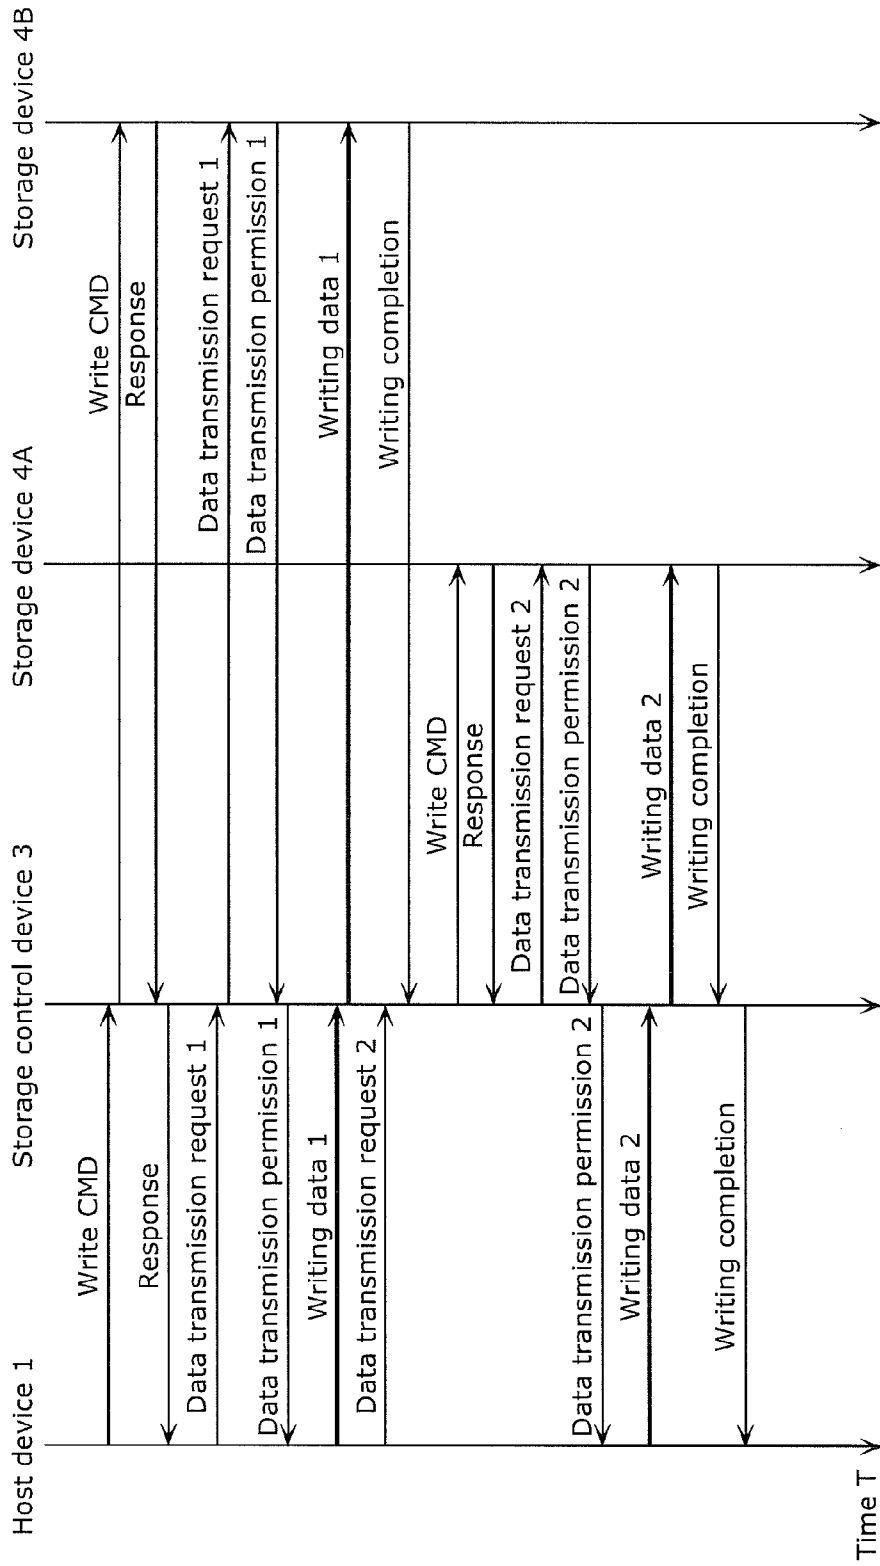 Host device 1
Storage control device 3
Storage device 4A
Storage device 4B
Write CMD
Write CMD
Response
Response
Data transmission request 1
Data transmission request 1
Data transmission permission 1
Data transmission permission 1
Writing data 1
Writing data 1
Data transmission request 2
Writing completion
Write CMD
Response
Data transmission request 2
Data transmission permission 2
Data transmission permission 2
Writing data 2
Writing data 2
Writing completion
Writing completion
Time T